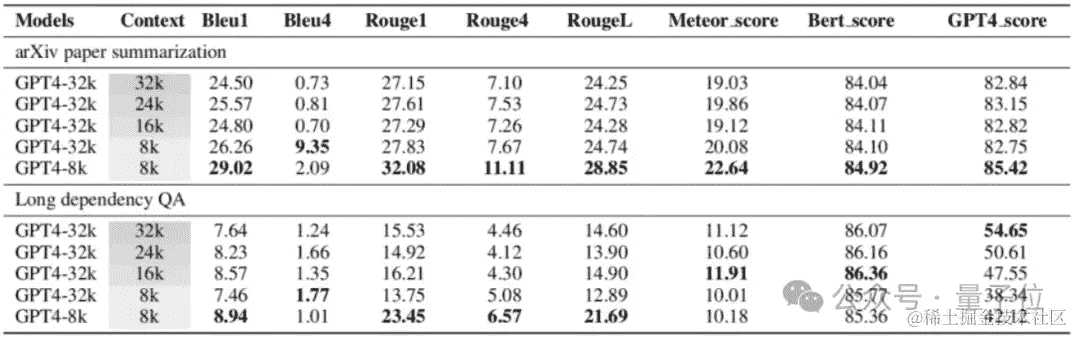 Models Context Bleu1 Bleu4 Rouge1 Rouge4 RougeL Meteor_score Bert_score GPT4_score
arXiv paper summarization
GPT4-32k 32k 24.50 0.73 27.15 7.10 24.25 19.03 84.04 82.84
GPT4-32k 24k 25.57 0.81 27.61 7.53 24.73 19.86 84.07 83.15
GPT4-32k 16k 24.80 0.70 27.29 7.26 24.28 19.12 84.11 82.82
GPT4-32k 8k 26.26 9.35 27.83 7.67 24.74 20.08 84.10 82.75
GPT4-8k 8k 29.02 2.09 32.08 11.11 28.85 22.64 84.92 85.42
Long dependency QA
GPT4-32k 32k 7.64 1.24 15.53 4.46 14.60 11.12 86.07 54.65
GPT4-32k 24k 8.23 1.66 14.92 4.12 13.90 10.60 86.16 50.61
GPT4-32k 16k 8.57 1.35 16.21 4.30 14.90 11.91 86.36 47.55
GPT4-32k 8k 7.46 1.77 13.75 5.08 12.89 10.01 85.77 38.34
GPT4-8k 8k 8.94 1.01 23.45 6.57 21.69 10.18 85.36 42.12
公众号·量子位
@稀土掘金技术社区